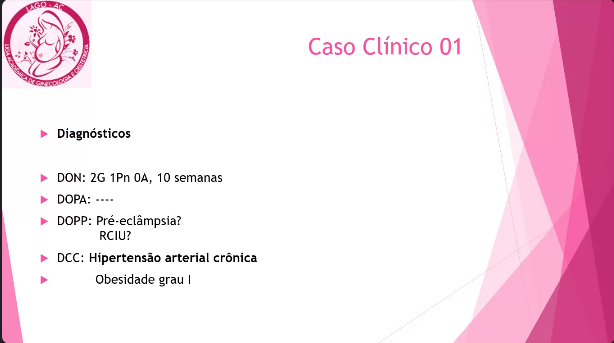 LAGO - AC
LIGA ACADÊMICA DE GINECOLOGIA E OBSTETRÍCIA
Caso Clínico 01
Diagnósticos
DON: 2G 1Pn 0A, 10 semanas
DOPA: ----
DOPP: Pré-eclâmpsia?
RCIU?
DCC: Hipertensão arterial crônica
Obesidade grau I